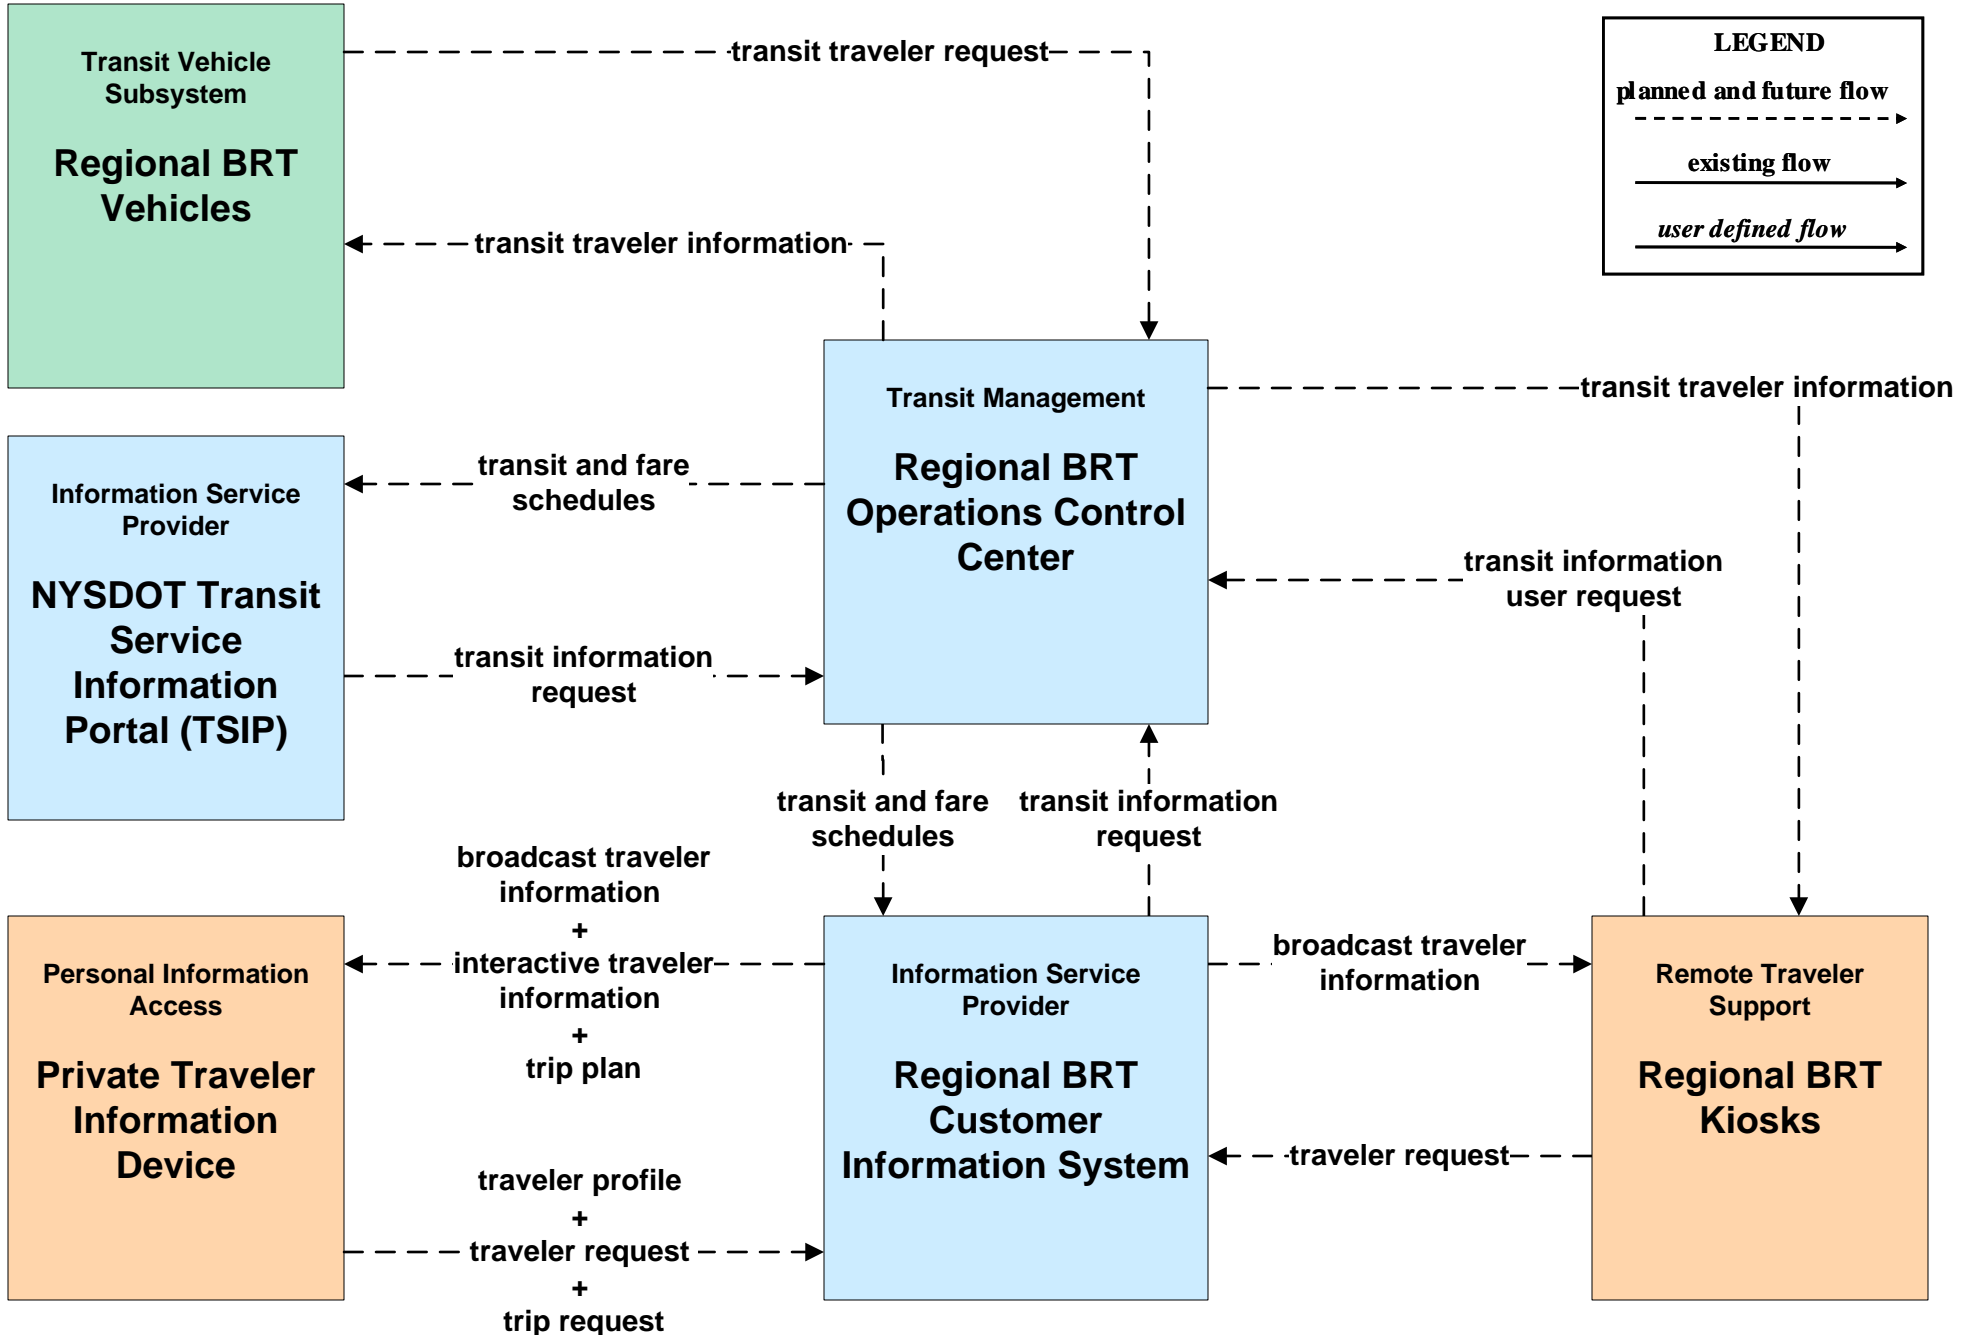 Transit Vehicle
Subsystem
Regional BRT
Vehicles
transit traveler request
LEGEND
planned and future flow
existing flow
user defined flow
transit traveler information
Transit Management
Regional BRT
Operations Control
Center
transit traveler information
transit and fare
schedules
Information Service
Provider
NYSDOT Transit
Service
Information
Portal (TSIP)
transit information
user request
transit information
request
transit and fare
schedules
transit information
request
broadcast traveler
information
+
interactive traveler
information
+
trip plan
Personal Information
Access
Private Traveler
Information
Device
Information Service
Provider
Regional BRT
Customer
Information System
broadcast traveler
information
Remote Traveler
Support
Regional BRT
Kiosks
traveler request
traveler profile
+
traveler request
+
trip request